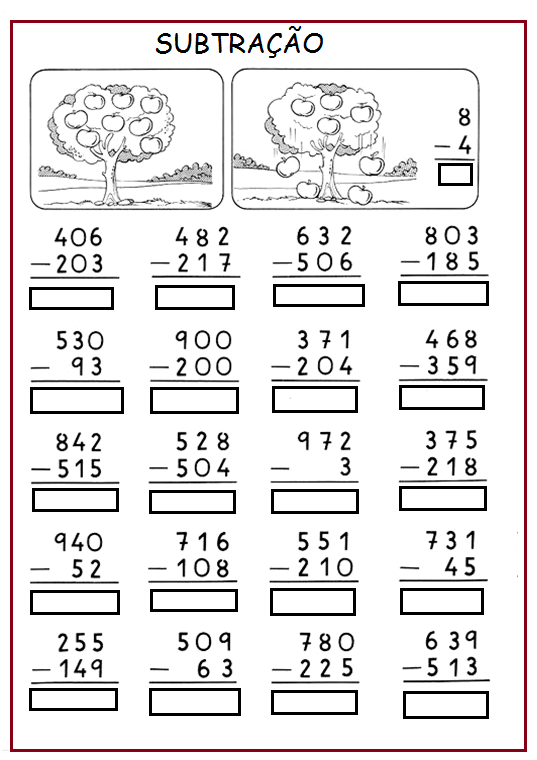 SUBTRAÇÃO
8
– 4
406 482 632 803
–203 –217 –506 –185
530 900 371 468
– 93 –200 –204 –359
842 528 972 375
–515 –504 – 3 –218
940 716 551 731
– 52 –108 –210 – 45
255 509 780 639
–149 – 63 –225 –513